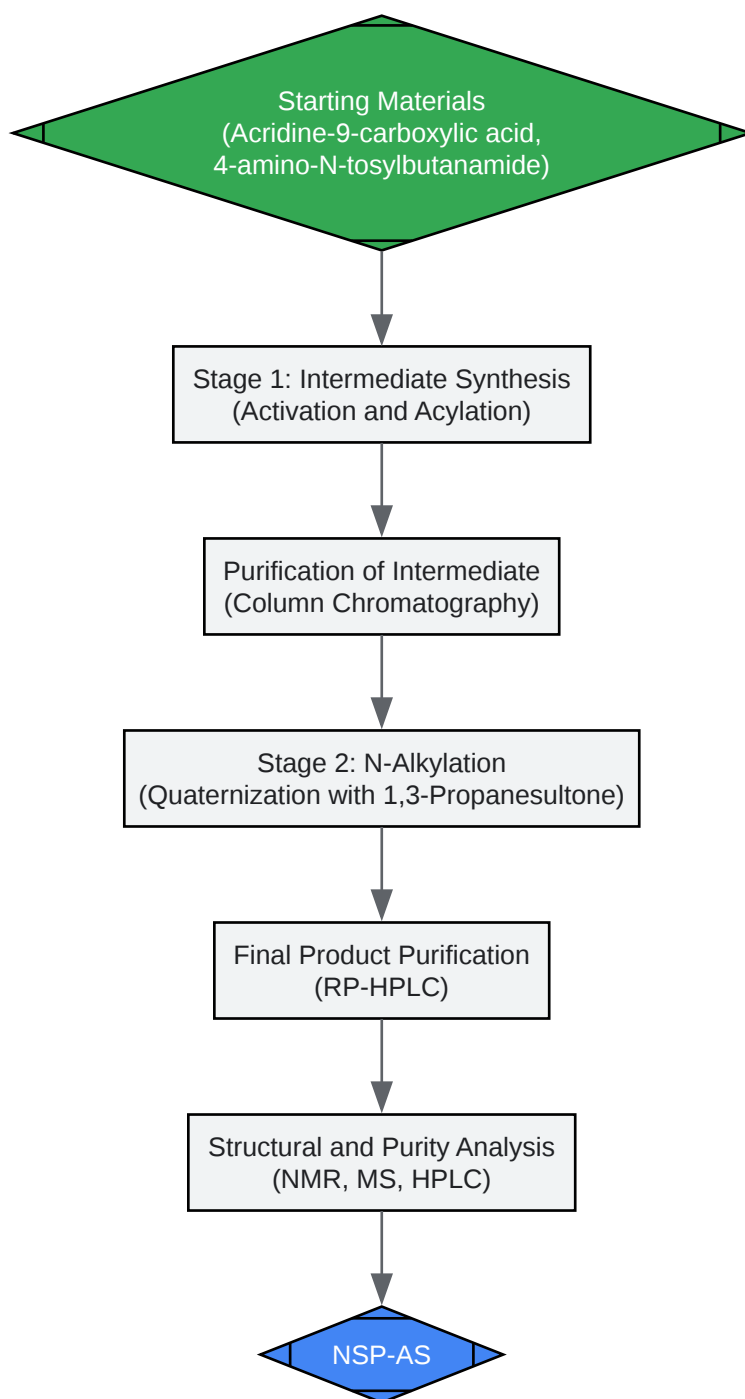 Starting Materials
(Acridine-9-carboxylic acid,
4-amino-N-tosylbutanamide)
Stage 1: Intermediate Synthesis
(Activation and Acylation)
Purification of Intermediate
(Column Chromatography)
Stage 2: N-Alkylation
(Quaternization with 1,3-Propanesultone)
Final Product Purification
(RP-HPLC)
Structural and Purity Analysis
(NMR, MS, HPLC)
NSP-AS